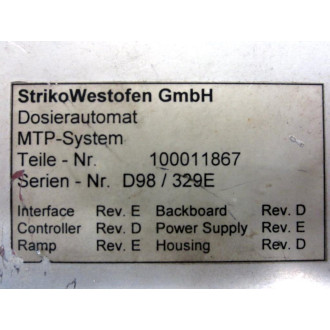 StrikoWestofen GmbH
Dosierautomat
MTP-System
Teile - Nr. 100011867
Serien - Nr. D98 / 329E
Interface Rev. E Backboard Rev. D
Controller Rev. D Power Supply Rev. E
Ramp Rev. E Housing Rev. D